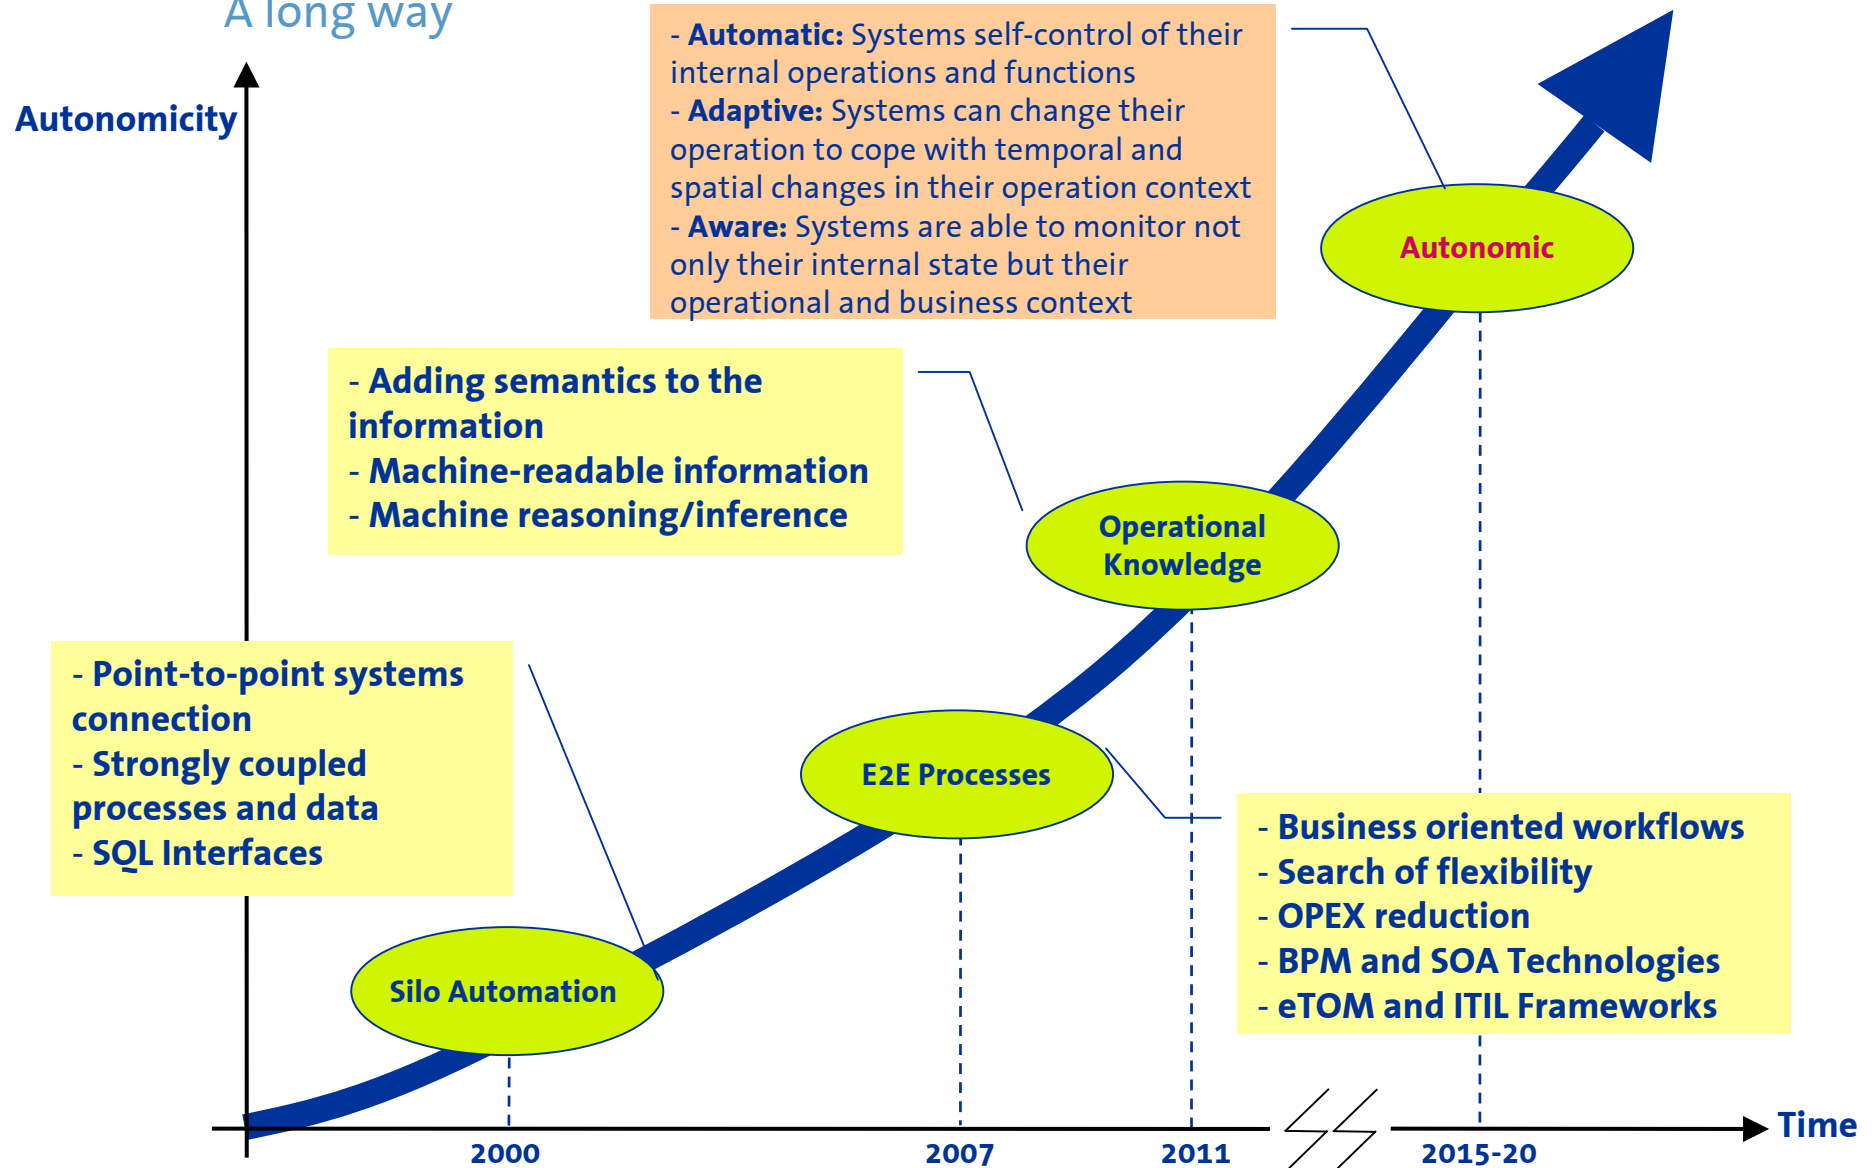 A long way
Autonomicity
- Automatic: Systems self-control of their
internal operations and functions
- Adaptive: Systems can change their
operation to cope with temporal and
spatial changes in their operation context
- Aware: Systems are able to monitor not
only their internal state but their
operational and business context
Autonomic
- Adding semantics to the
information
- Machine-readable information
- Machine reasoning/inference
Operational
Knowledge
- Point-to-point systems
connection
- Strongly coupled
processes and data
- SQL Interfaces
E2E Processes
- Business oriented workflows
- Search of flexibility
- OPEX reduction
- BPM and SOA Technologies
- eTOM and ITIL Frameworks
Silo Automation
Time
2000
2007
2011
2015-20